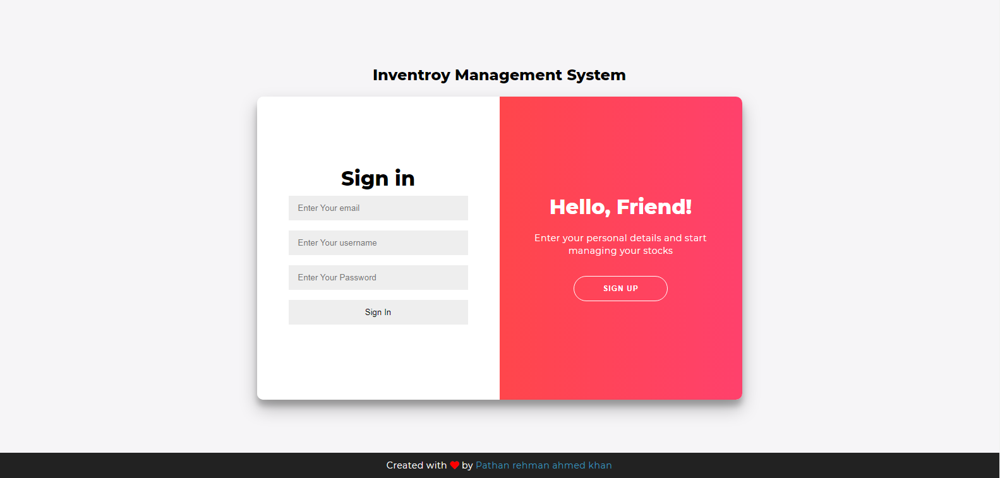 Inventroy Management System
Sign in
Enter Your email
Enter Your username
Enter Your Password
Sign In
Hello, Friend!
Enter your personal details and start
managing your stocks
SIGN UP
Created with ❤ by Pathan rehman ahmed khan